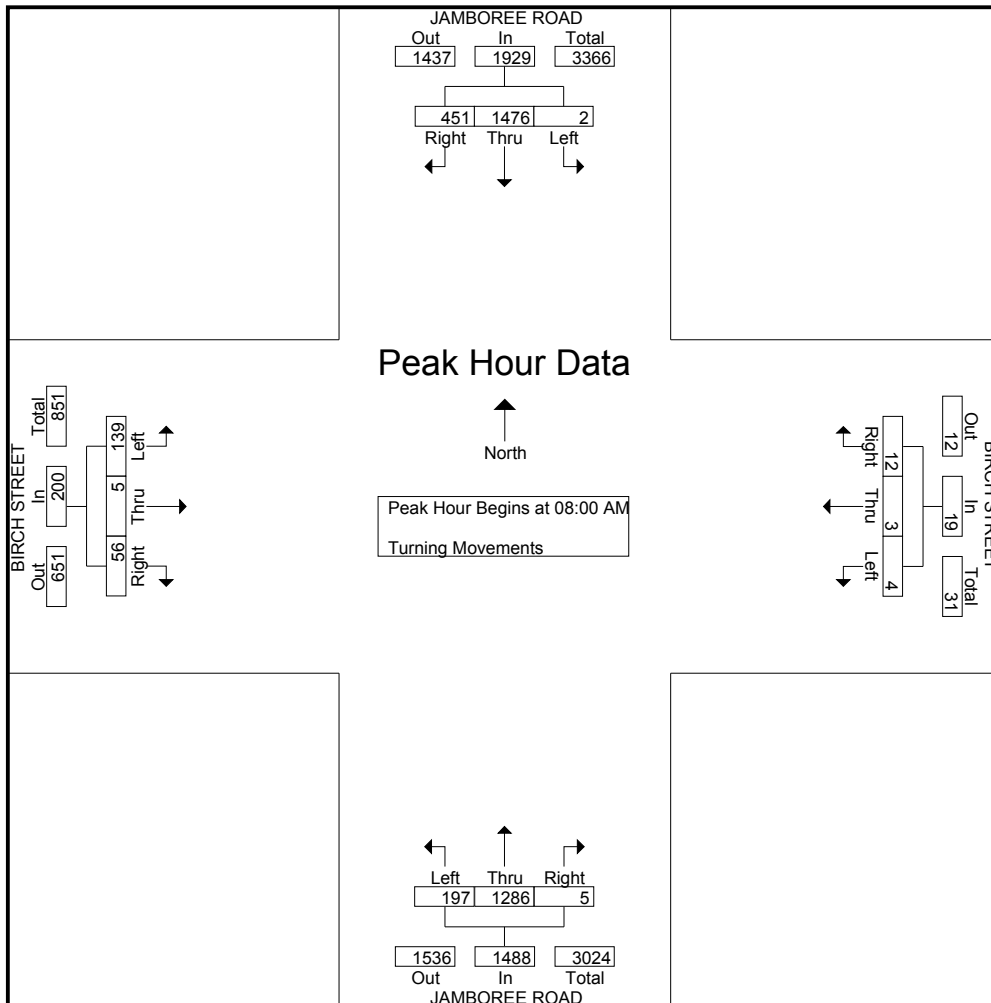 JAMBOREE ROAD
Out In Total
1437 1929 3366
451 1476 2
Right Thru Left
Peak Hour Data
North
Peak Hour Begins at 08:00 AM
Turning Movements
BIRCH STREET
Total In Out
851 200 651
139 5 56
Left Thru Right
Right Thru Left
12 3 4
12 19 31
Out In Total
BIRCH STREET
Left Thru Right
197 1286 5
1536 1488 3024
Out In Total
JAMBOREE ROAD